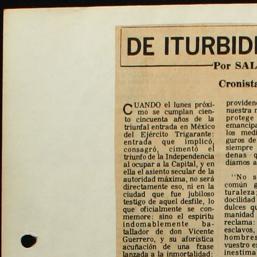 DE ITURBID
Por SAL
Cronista
CUANDO el lunes próxi-
mo se cumplan cien-
to cincuenta años de la
triunfal entrada en México
del Ejército Trigarante:
entrada que implicó,
consagró, cimentó el
triunfo de la Independencia
al ocupar a la Capital, y en
ella el asiento secular de la
autoridad máxima, no será
directamente eso, ni en la
ciudad que fue jubiloso
testigo de aquel desfile, lo
que oficialmente se con-
memore: sino el espíritu
indomablemente ba-
tallador de don Vicente
Guerrero, y su aforística
acuñación de una frase
lanzada a la inmortalidad:
providen
nuestra r
protege
emancipa
los medi
guros de
siempre
denas q
díamos a
"No s
común a
turaleza
docilidad
dulces qu
manidad
recuerda
esclavos,
hombres
vuestro e
inestima